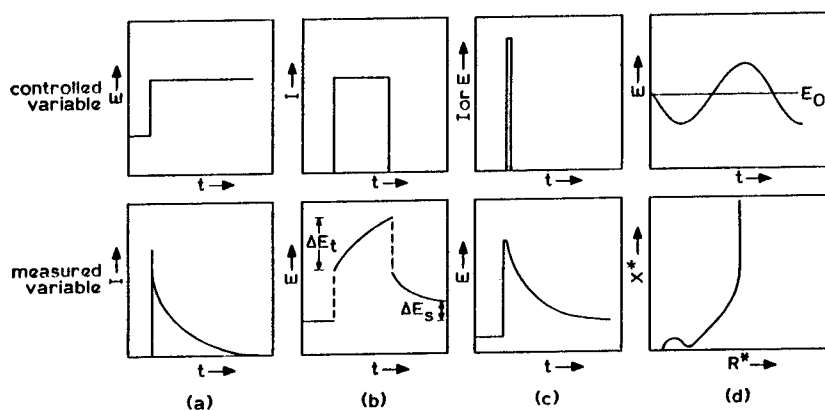 controlled variable
E →
t →
I →
t →
I or E →
t →
E →
E₀
t →
measured variable
I →
t →
ΔEt
E →
ΔEs
t →
E →
t →
X* →
R* →
(a)
(b)
(c)
(d)